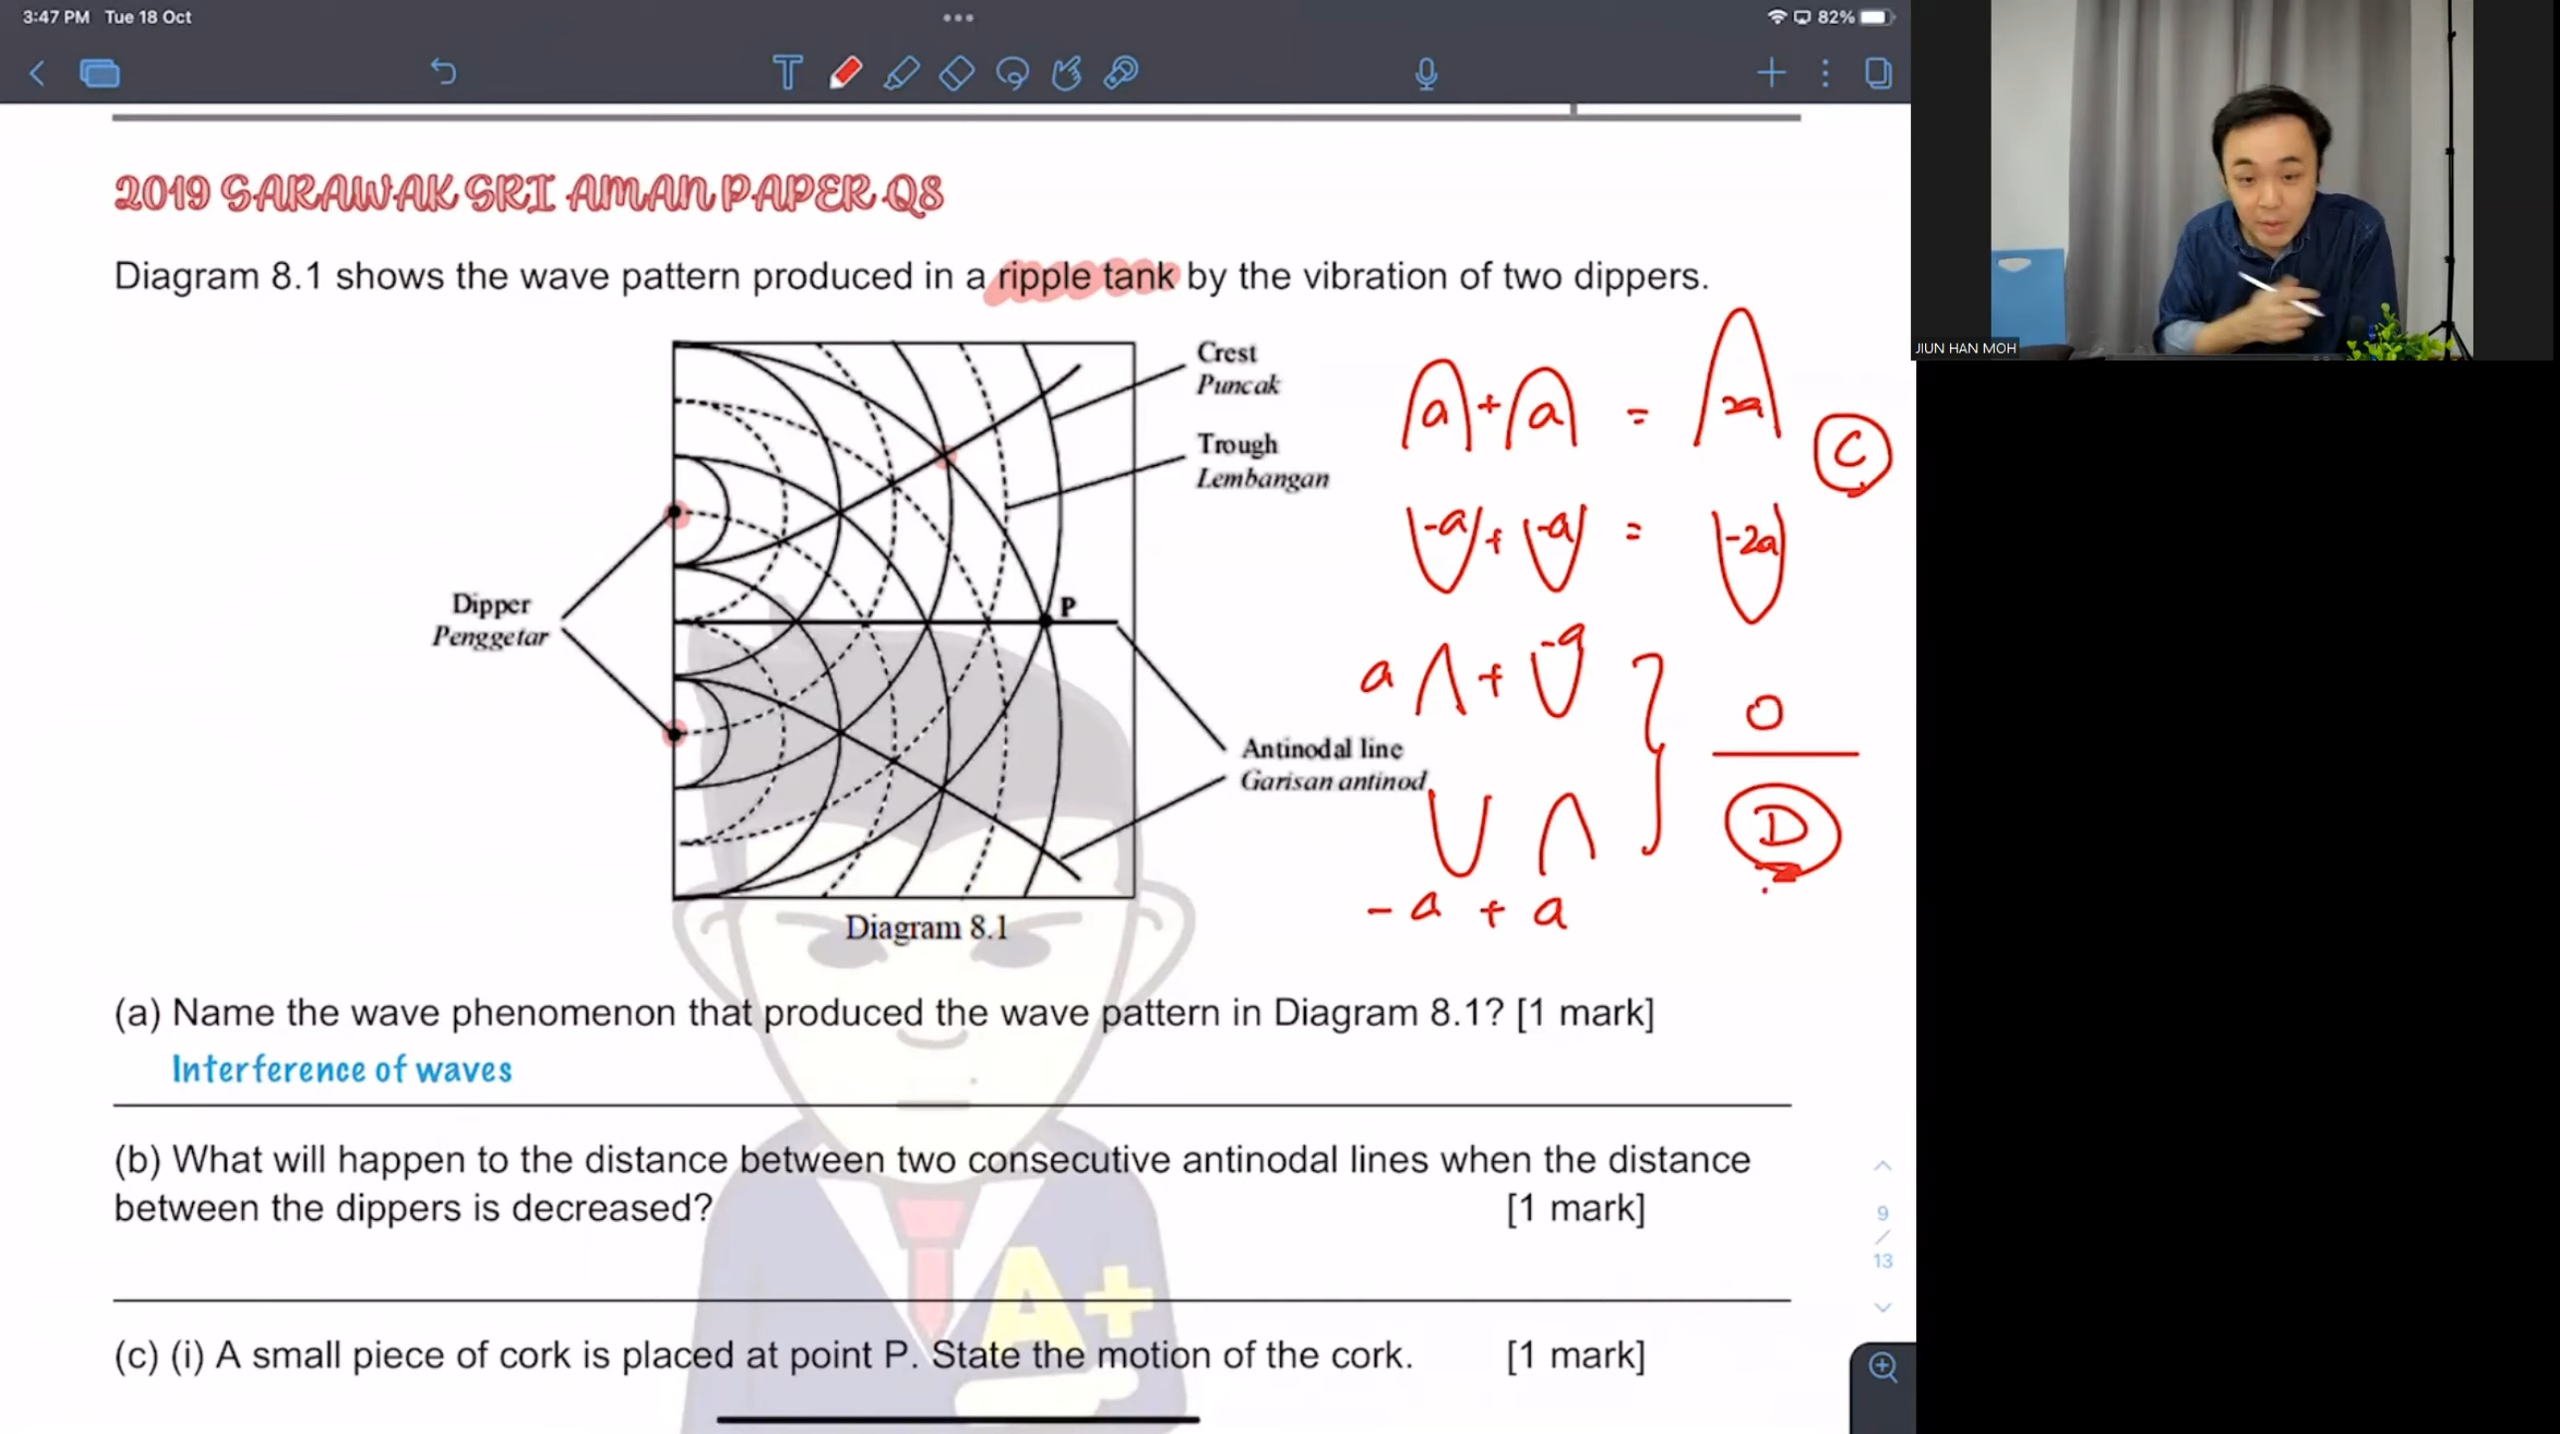 3:47 PM Tue 18 Oct
82%
2019 SARAWAK SRI AMAN PAPER Q8
Diagram 8.1 shows the wave pattern produced in a ripple tank by the vibration of two dippers.
Crest
Puncak
Trough
Lembangan
Dipper
Penggetar
P
Antinodal line
Garisan antinod
Diagram 8.1
a + a = 2a
C
-a + -a = -2a
a + -a
0
D
-a + a
(a) Name the wave phenomenon that produced the wave pattern in Diagram 8.1? [1 mark]
Interference of waves
(b) What will happen to the distance between two consecutive antinodal lines when the distance
between the dippers is decreased? [1 mark]
(c) (i) A small piece of cork is placed at point P. State the motion of the cork. [1 mark]
A+
9
/
13
JIUN HAN MOH